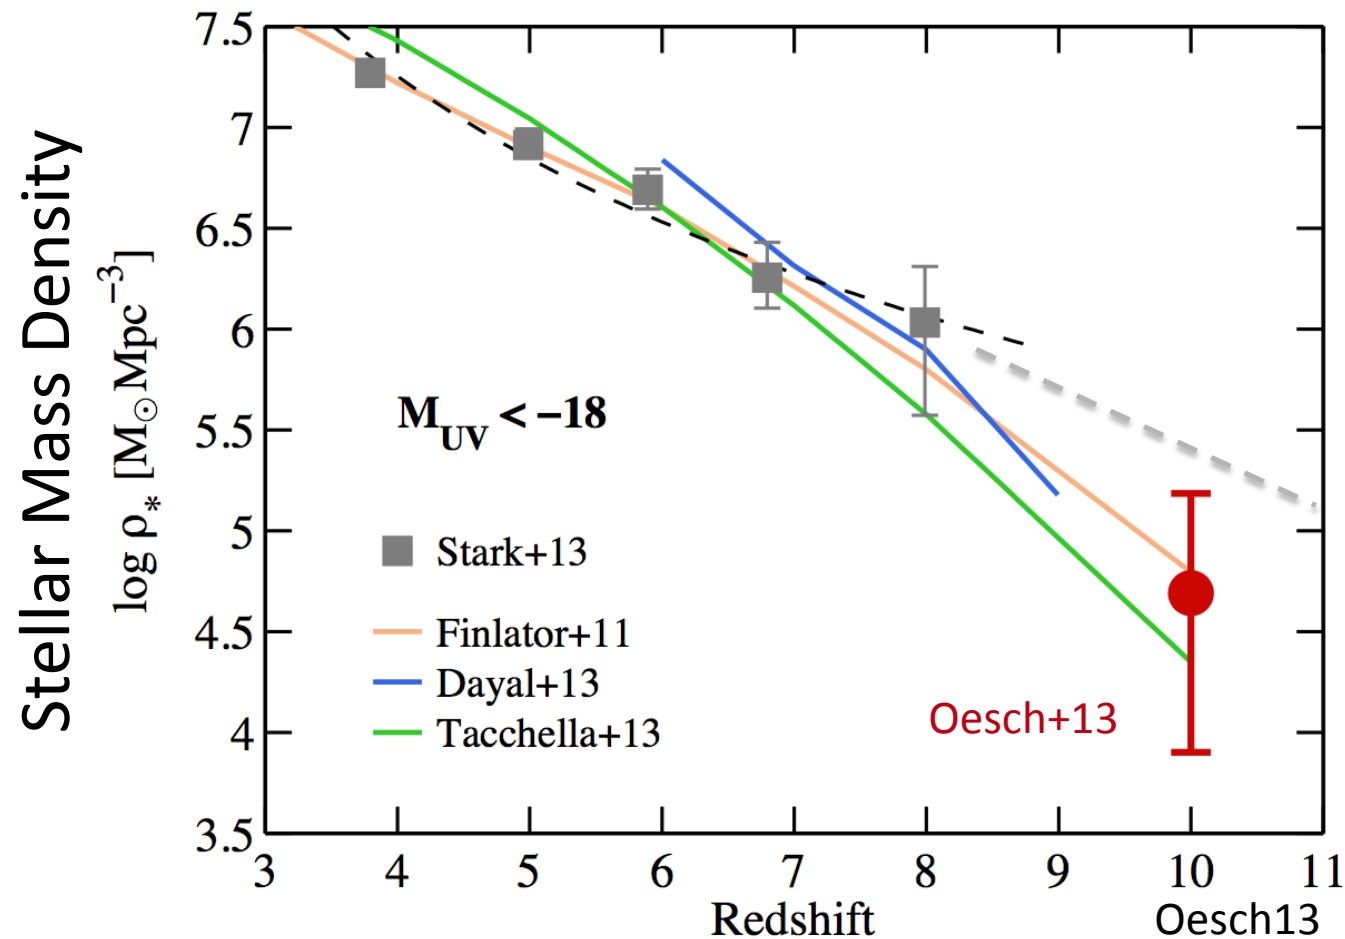 Stellar Mass Density
log ρ* [M⊙Mpc⁻³]
7.5
7
6.5
6
5.5
5
4.5
4
3.5
M_UV < −18
Stark+13
Finlator+11
Dayal+13
Tacchella+13
Oesch+13
3 4 5 6 7 8 9 10 11
Redshift
Oesch13